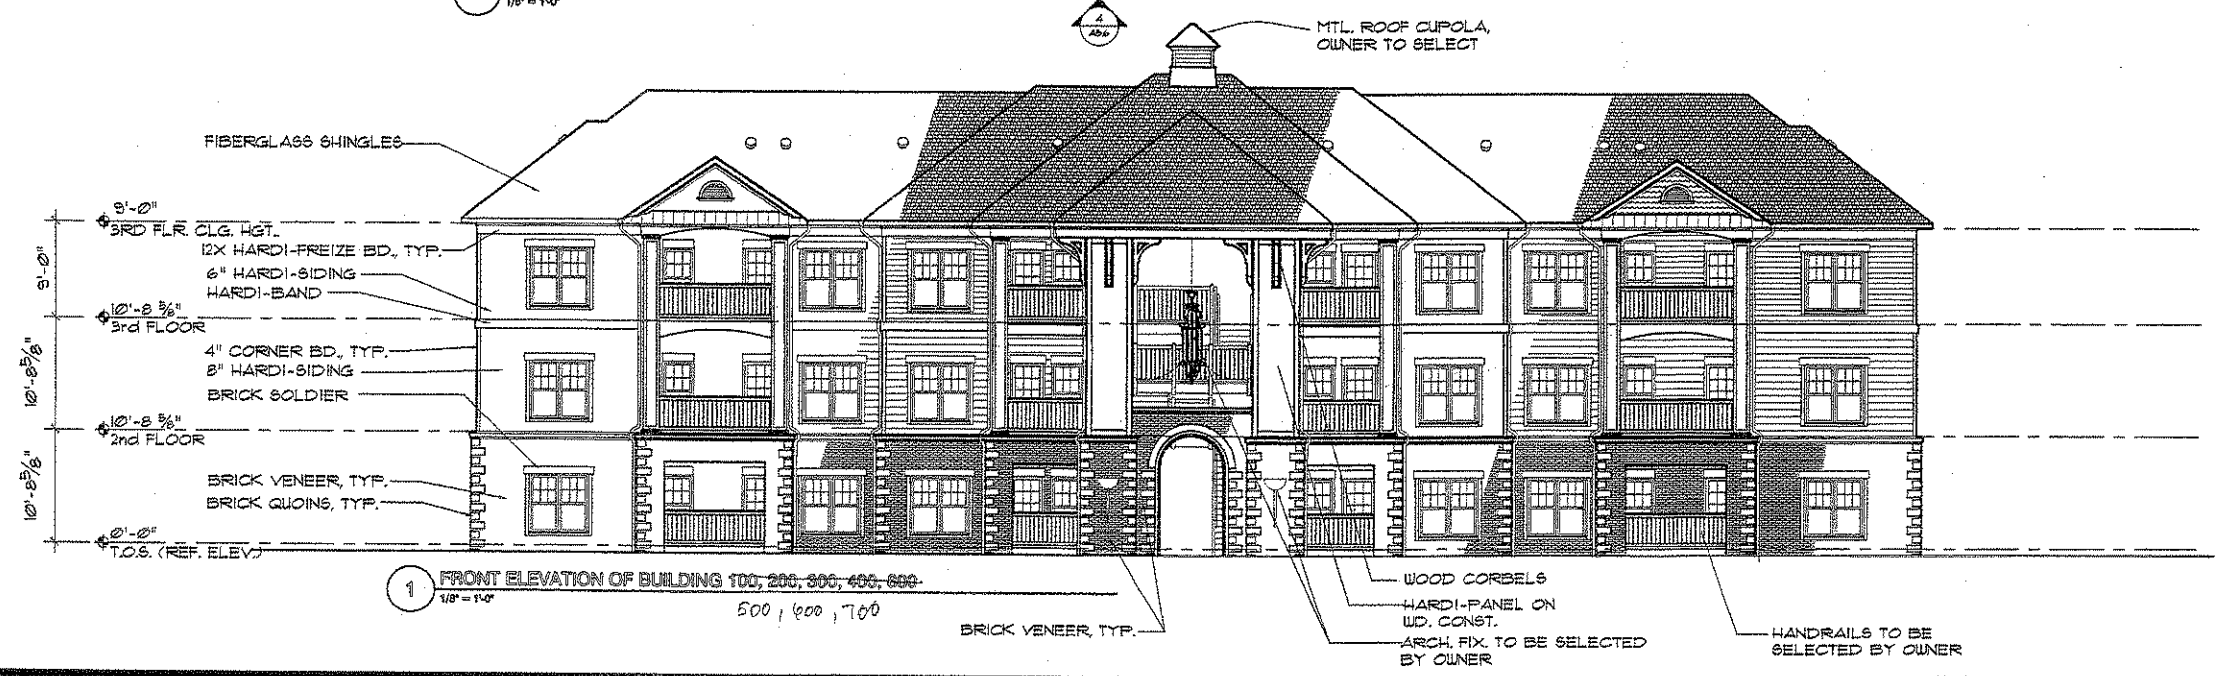 1/8" = 1'-0"
4
MTL. ROOF CUPOLA,
OWNER TO SELECT
FIBERGLASS SHINGLES
9'-0"
3RD FLR. CLG. HGT.
12X HARDI-FREIZE BD., TYP.
9'-0"
6" HARDI-SIDING
HARDI-BAND
10'-8 5/8"
3rd FLOOR
4" CORNER BD., TYP.
10'-8 5/8"
8" HARDI-SIDING
BRICK SOLDIER
10'-8 5/8"
2nd FLOOR
BRICK VENEER, TYP.
10'-8 5/8"
BRICK QUOINS, TYP.
0'-0"
T.O.S. (REF. ELEV.)
1
FRONT ELEVATION OF BUILDING 100, 200, 300, 400, 600
1/8" = 1'-0"
500, 600, 700
BRICK VENEER, TYP.
WOOD CORBELS
HARDI-PANEL ON
WD. CONST.
ARCH. FIX. TO BE SELECTED
BY OWNER
HANDRAILS TO BE
SELECTED BY OWNER